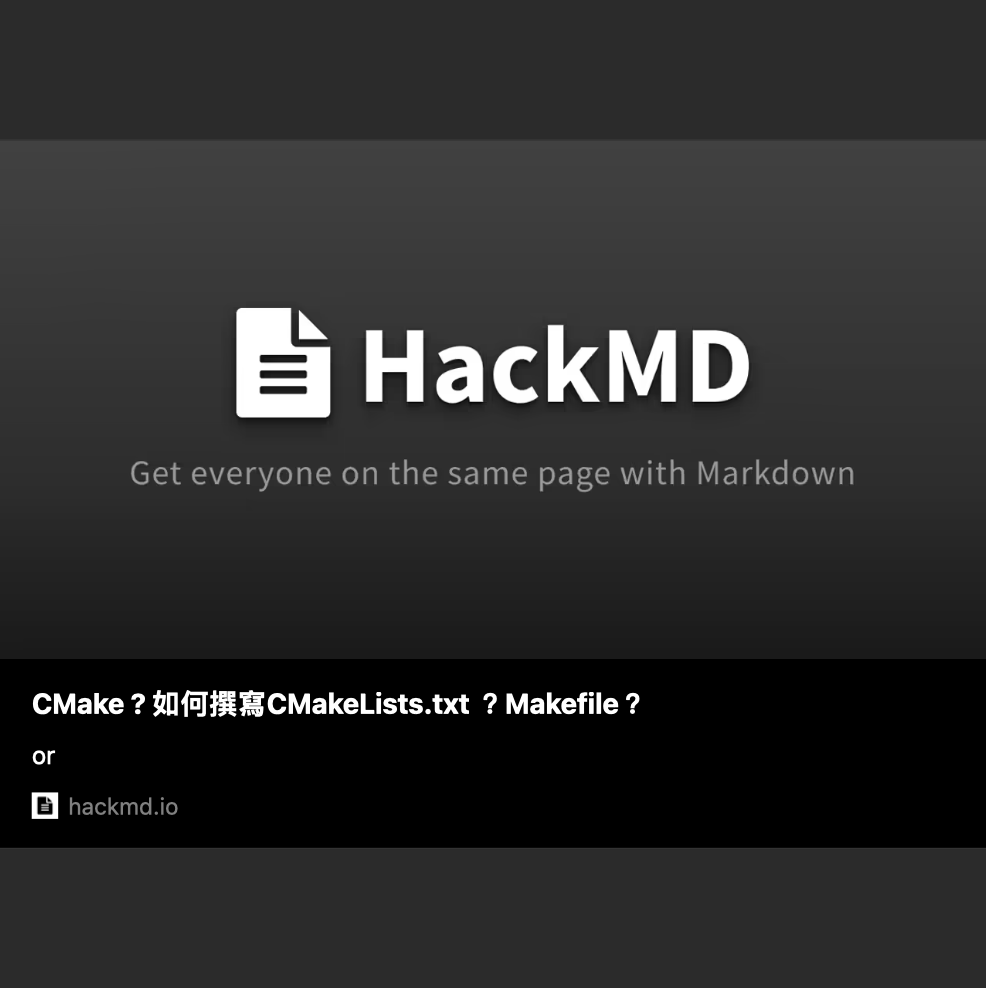 HackMD
Get everyone on the same page with Markdown
CMake？如何撰寫CMakeLists.txt ？Makefile？
or
hackmd.io